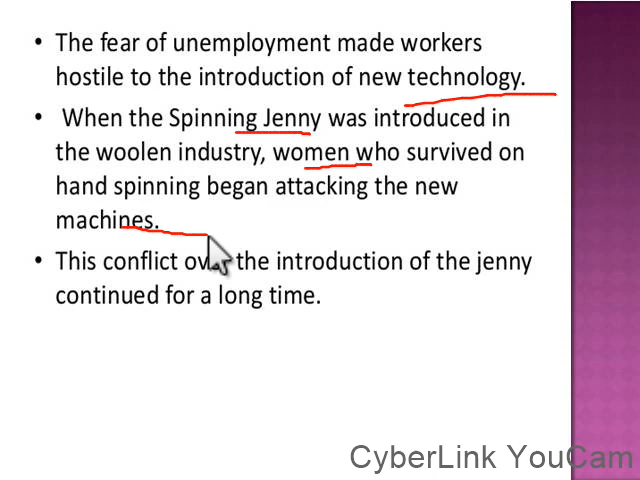 • The fear of unemployment made workers
hostile to the introduction of new technology.
• When the Spinning Jenny was introduced in
the woolen industry, women who survived on
hand spinning began attacking the new
machines.
• This conflict over the introduction of the jenny
continued for a long time.
CyberLink YouCam